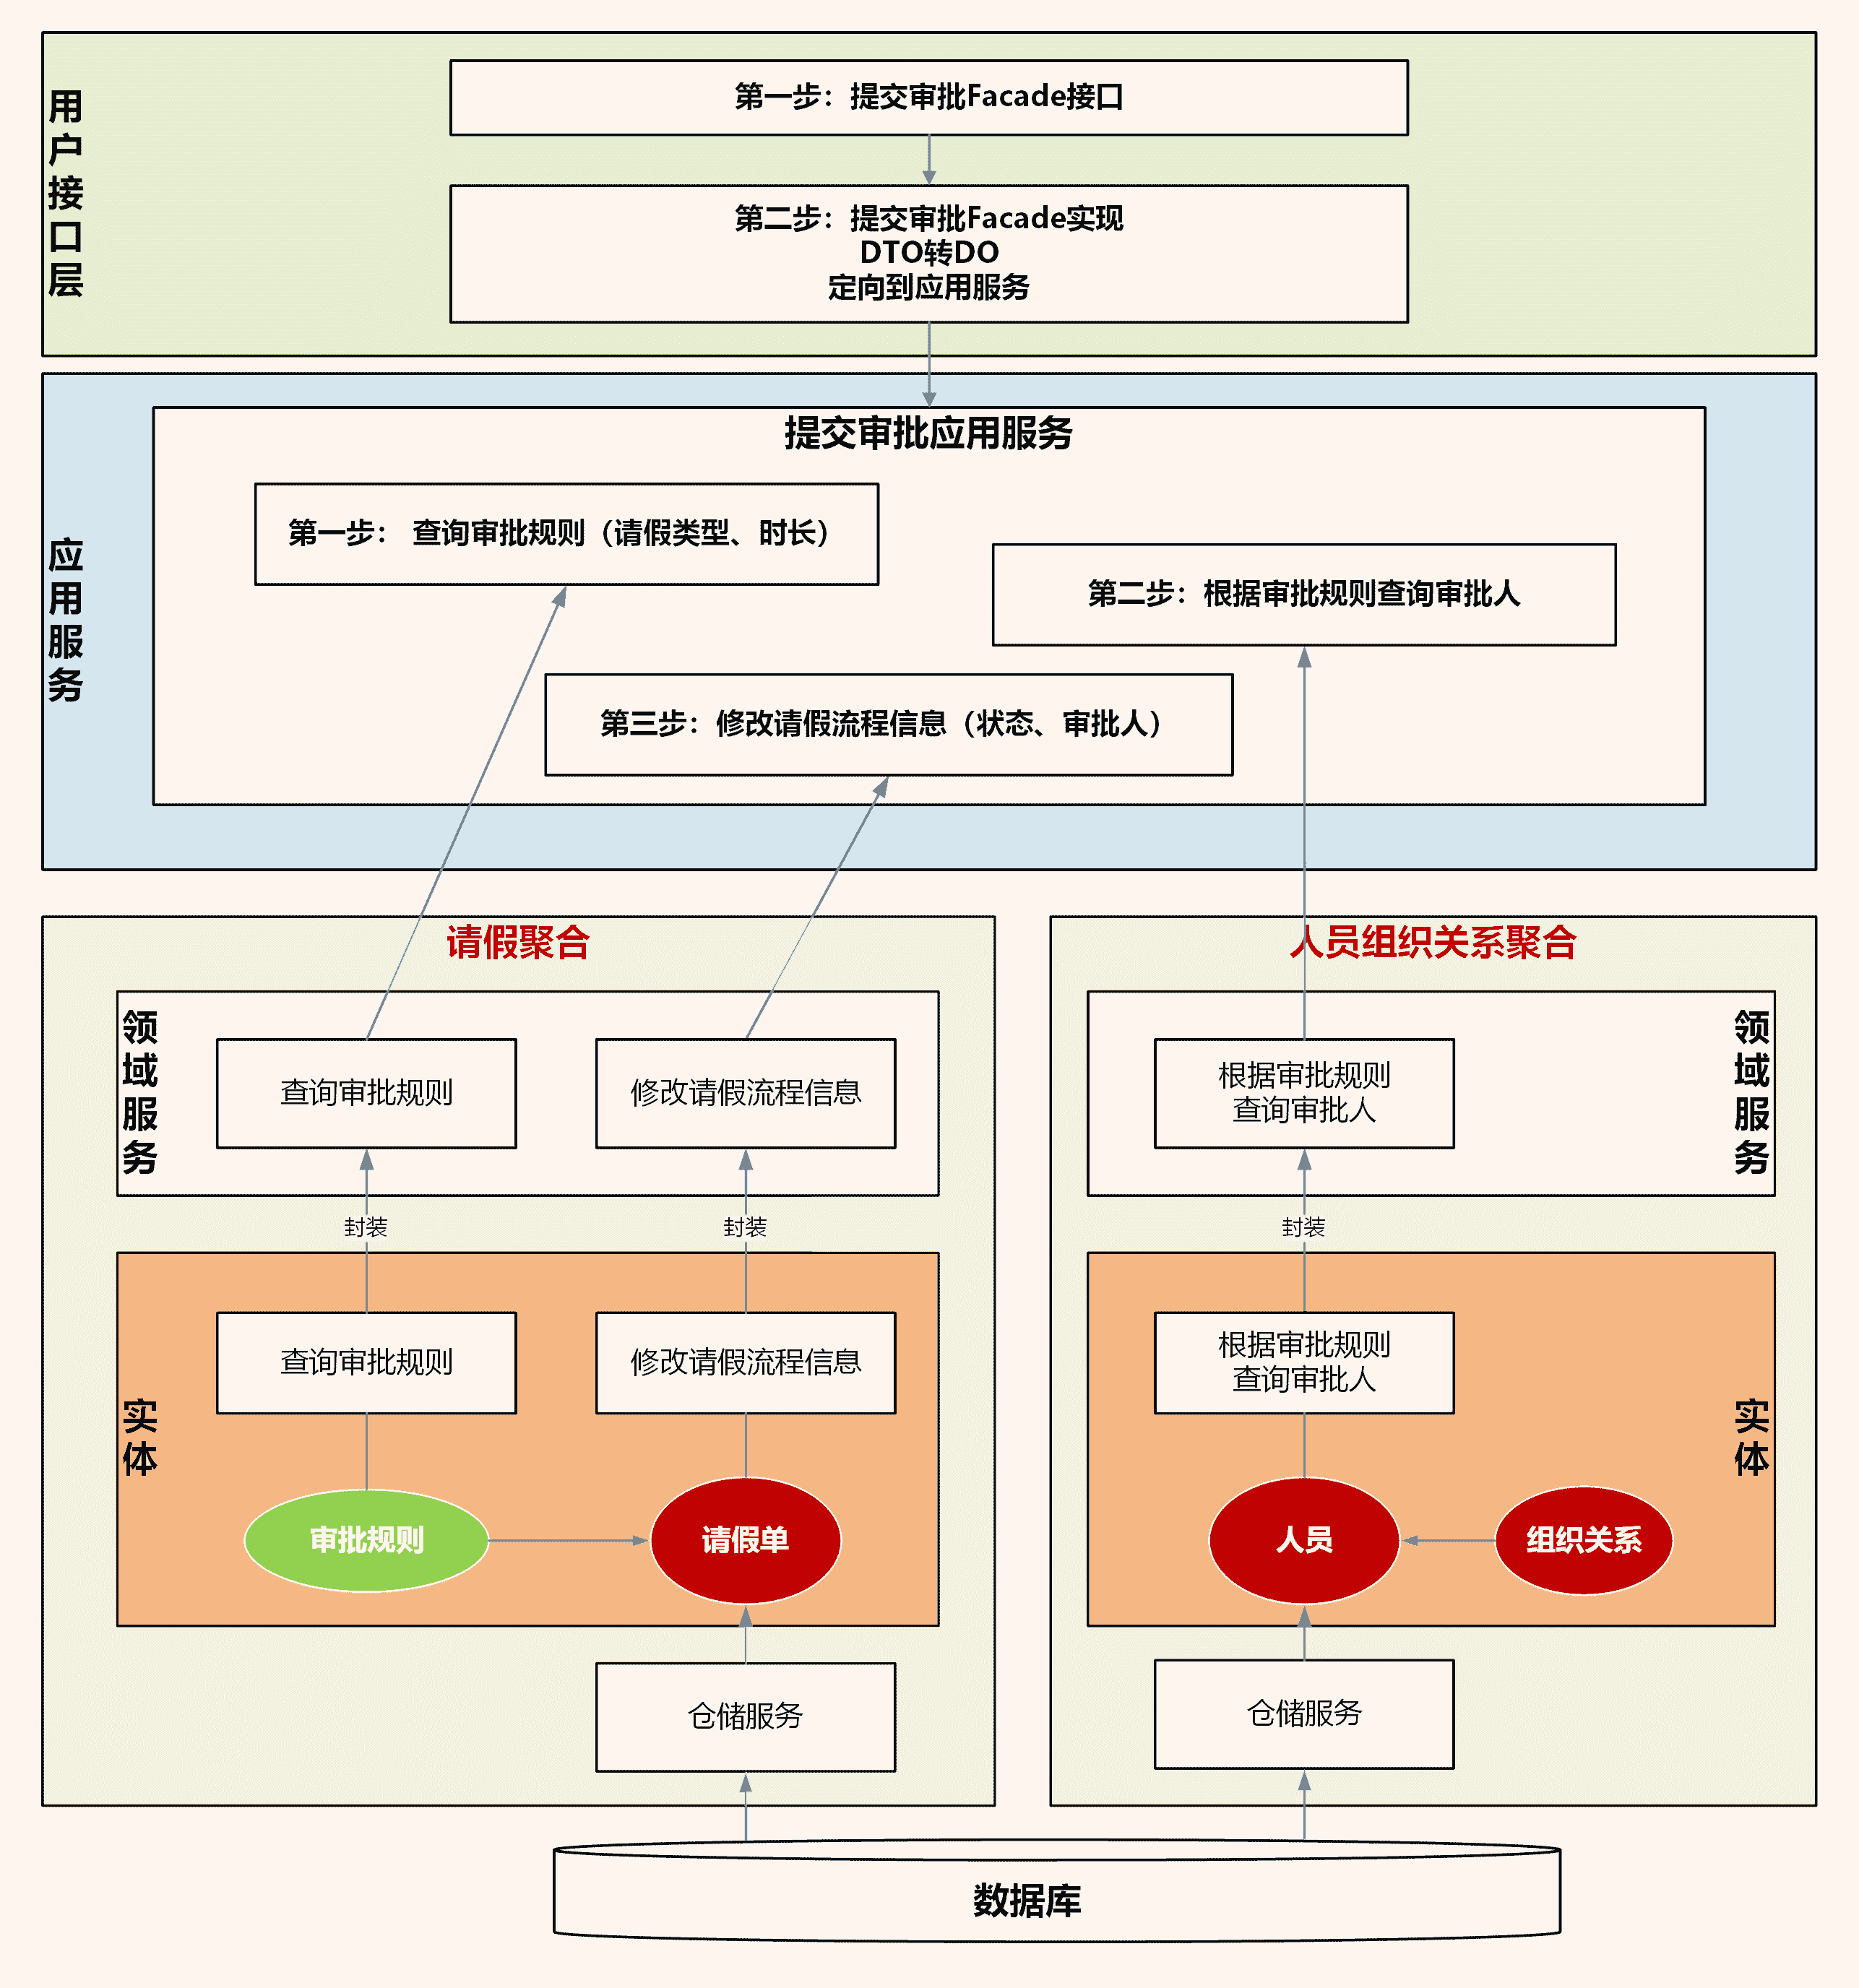 用户接口层
第一步：提交审批Facade接口
第二步：提交审批Facade实现
DTO转DO
定向到应用服务
应用服务
提交审批应用服务
第一步： 查询审批规则（请假类型、时长）
第二步：根据审批规则查询审批人
第三步：修改请假流程信息（状态、审批人）
请假聚合
领域服务
查询审批规则
修改请假流程信息
封装
封装
实体
查询审批规则
修改请假流程信息
审批规则
请假单
仓储服务
人员组织关系聚合
领域服务
根据审批规则
查询审批人
封装
实体
根据审批规则
查询审批人
人员
组织关系
仓储服务
数据库